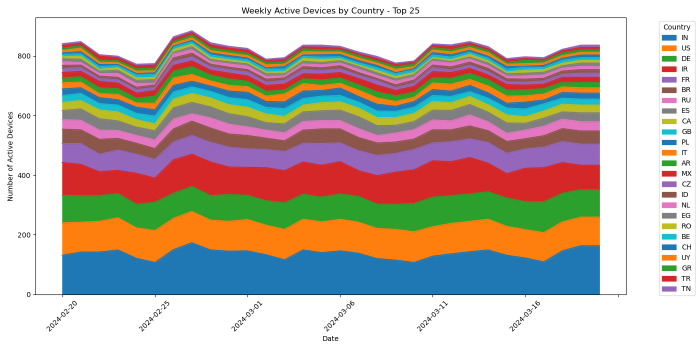 Weekly Active Devices by Country - Top 25
Number of Active Devices
800
600
400
200
0
2024-02-20
2024-02-25
2024-03-01
2024-03-06
2024-03-11
2024-03-16
Date
Country
IN
US
DE
IR
FR
BR
RU
ES
CA
GB
PL
IT
AR
MX
CZ
ID
NL
EG
RO
BE
CH
UY
GR
TR
TN